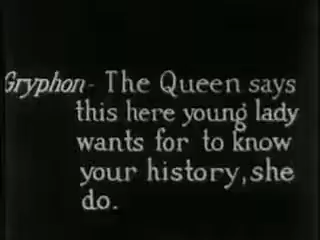 Gryphon- The Queen says
this here young lady
wants for to know
your history, she
do.